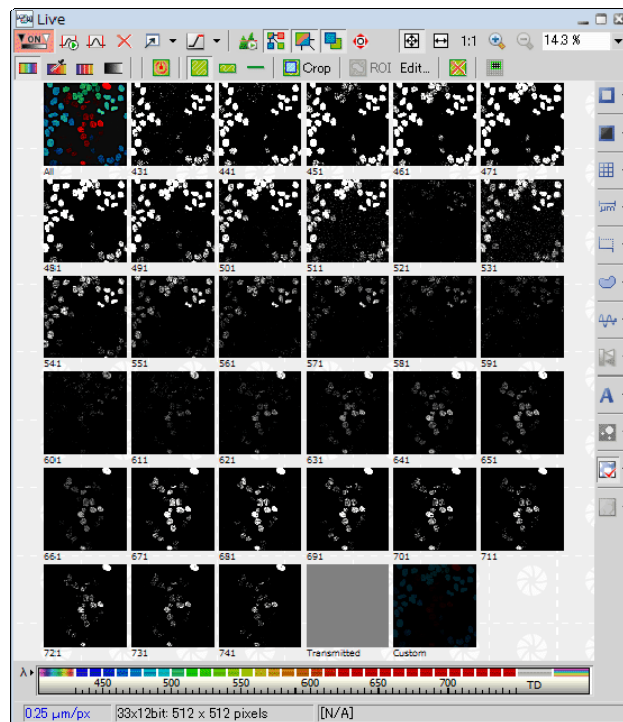 Live
ON 1:1 14.3 %
Crop ROI Edit...
All 431 441 451 461 471
481 491 501 511 521 531
541 551 561 571 581 591
601 611 621 631 641 651
661 671 681 691 701 711
721 731 741 Transmitted Custom
µm
A
λ
450 500 550 600 650 700 TD
0.25 µm/px 33x12bit: 512 x 512 pixels [N/A]